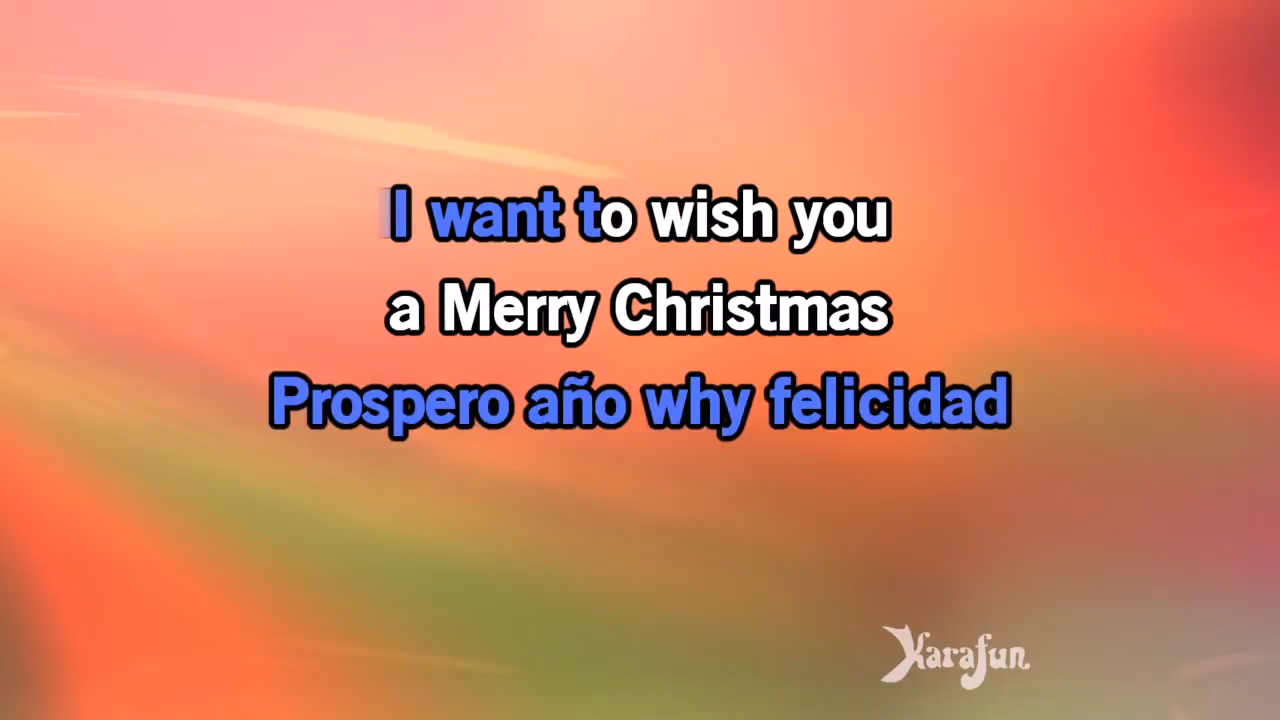 I want to wish you
a Merry Christmas
Prospero año why felicidad
Karafun